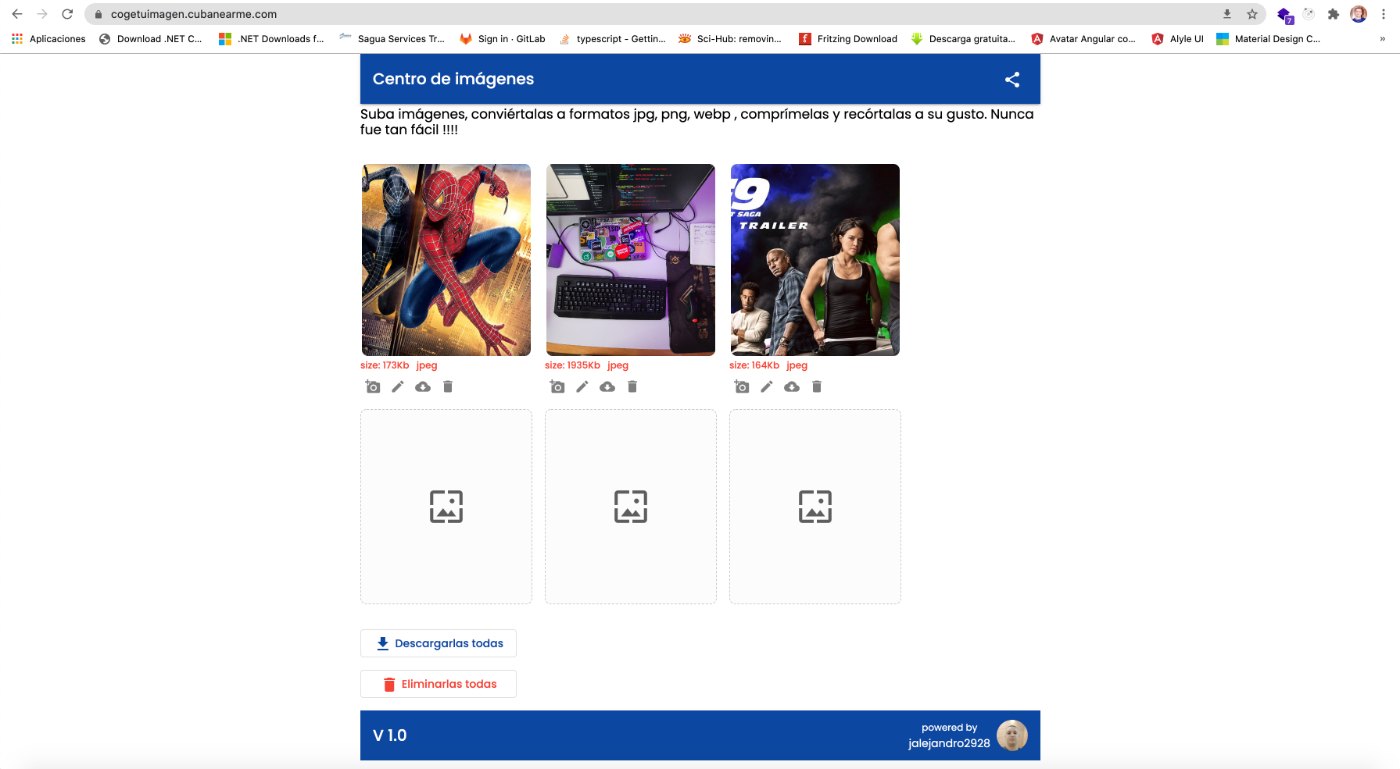 cogetuimagen.cubanearme.com
7
Aplicaciones
Download .NET C...
.NET Downloads f...
Sagua Services Tr...
Sign in · GitLab
typescript - Gettin...
Sci-Hub: removin...
Fritzing Download
Descarga gratuita...
Avatar Angular co...
Alyle UI
Material Design C...
»
Centro de imágenes
Suba imágenes, conviértalas a formatos jpg, png, webp , comprímelas y recórtalas a su gusto. Nunca
fue tan fácil !!!!
9
T SAGA
TRAILER
size: 173Kb jpeg
size: 1935Kb jpeg
size: 164Kb jpeg
Descargarlas todas
Eliminarlas todas
V 1.0
powered by
jalejandro2928